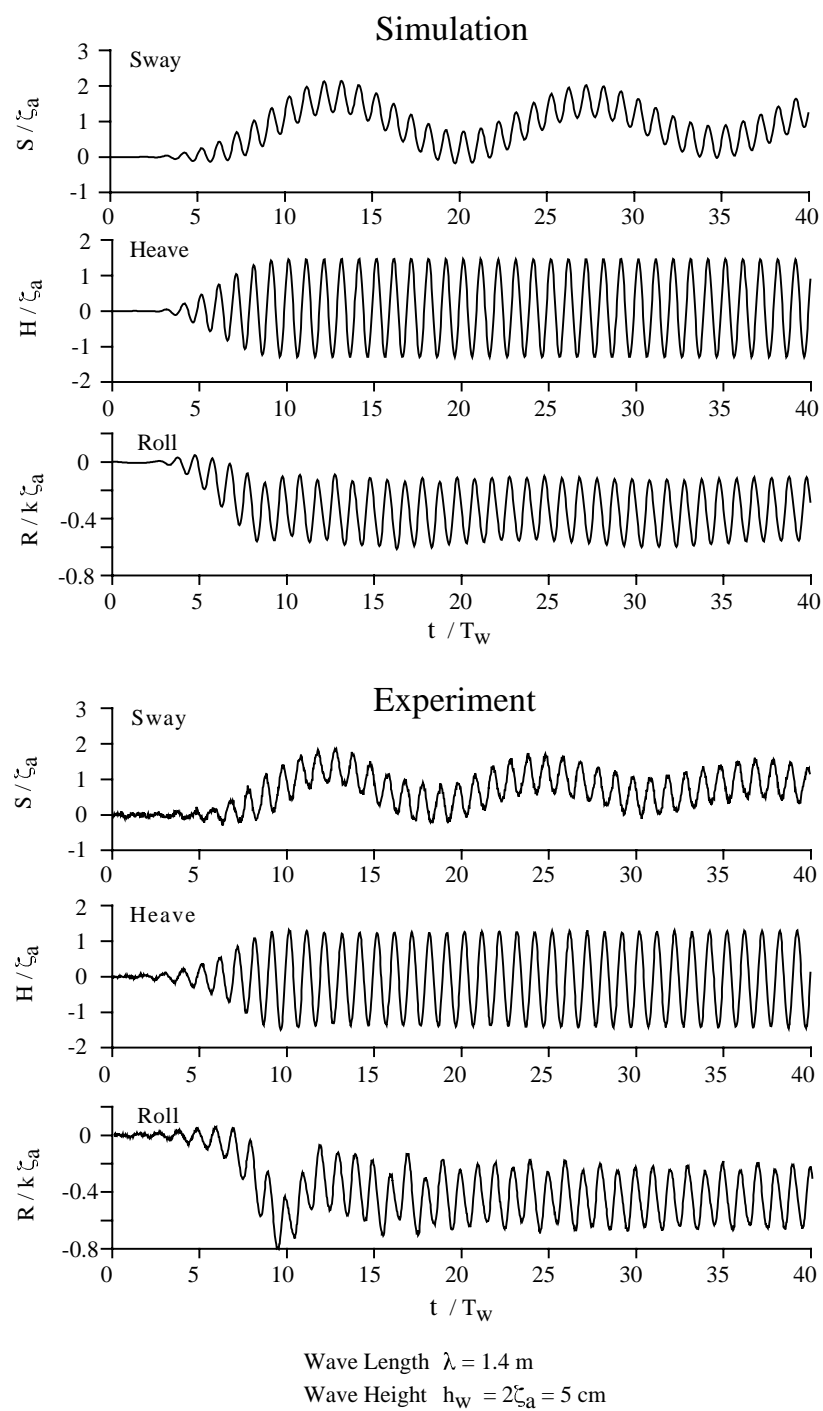 Simulation
Sway
3
2
1
0
-1
S / ζa
0 5 10 15 20 25 30 35 40
Heave
2
1
0
-1
-2
H / ζa
0 5 10 15 20 25 30 35 40
Roll
0
-0.4
-0.8
R / k ζa
0 5 10 15 20 25 30 35 40
t / Tw
Experiment
Sway
3
2
1
0
-1
S / ζa
0 5 10 15 20 25 30 35 40
Heave
2
1
0
-1
-2
H / ζa
0 5 10 15 20 25 30 35 40
Roll
0
-0.4
-0.8
R / k ζa
0 5 10 15 20 25 30 35 40
t / Tw
Wave Length λ = 1.4 m
Wave Height hw = 2ζa = 5 cm